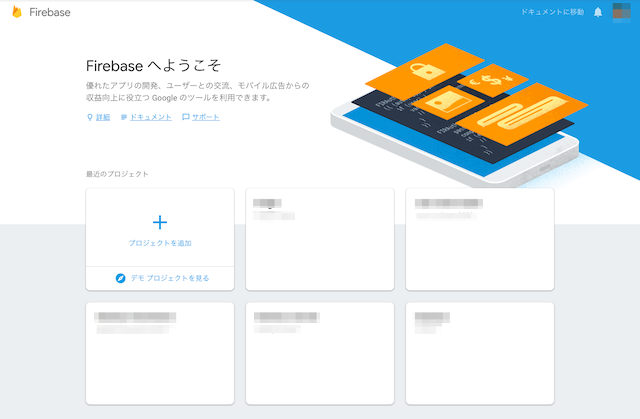 Firebase
ドキュメントに移動
Firebase へようこそ
優れたアプリの開発、ユーザーとの交流、モバイル広告からの
収益向上に役立つ Google のツールを利用できます。
詳細
ドキュメント
サポート
最近のプロジェクト
プロジェクトを追加
デモ プロジェクトを見る